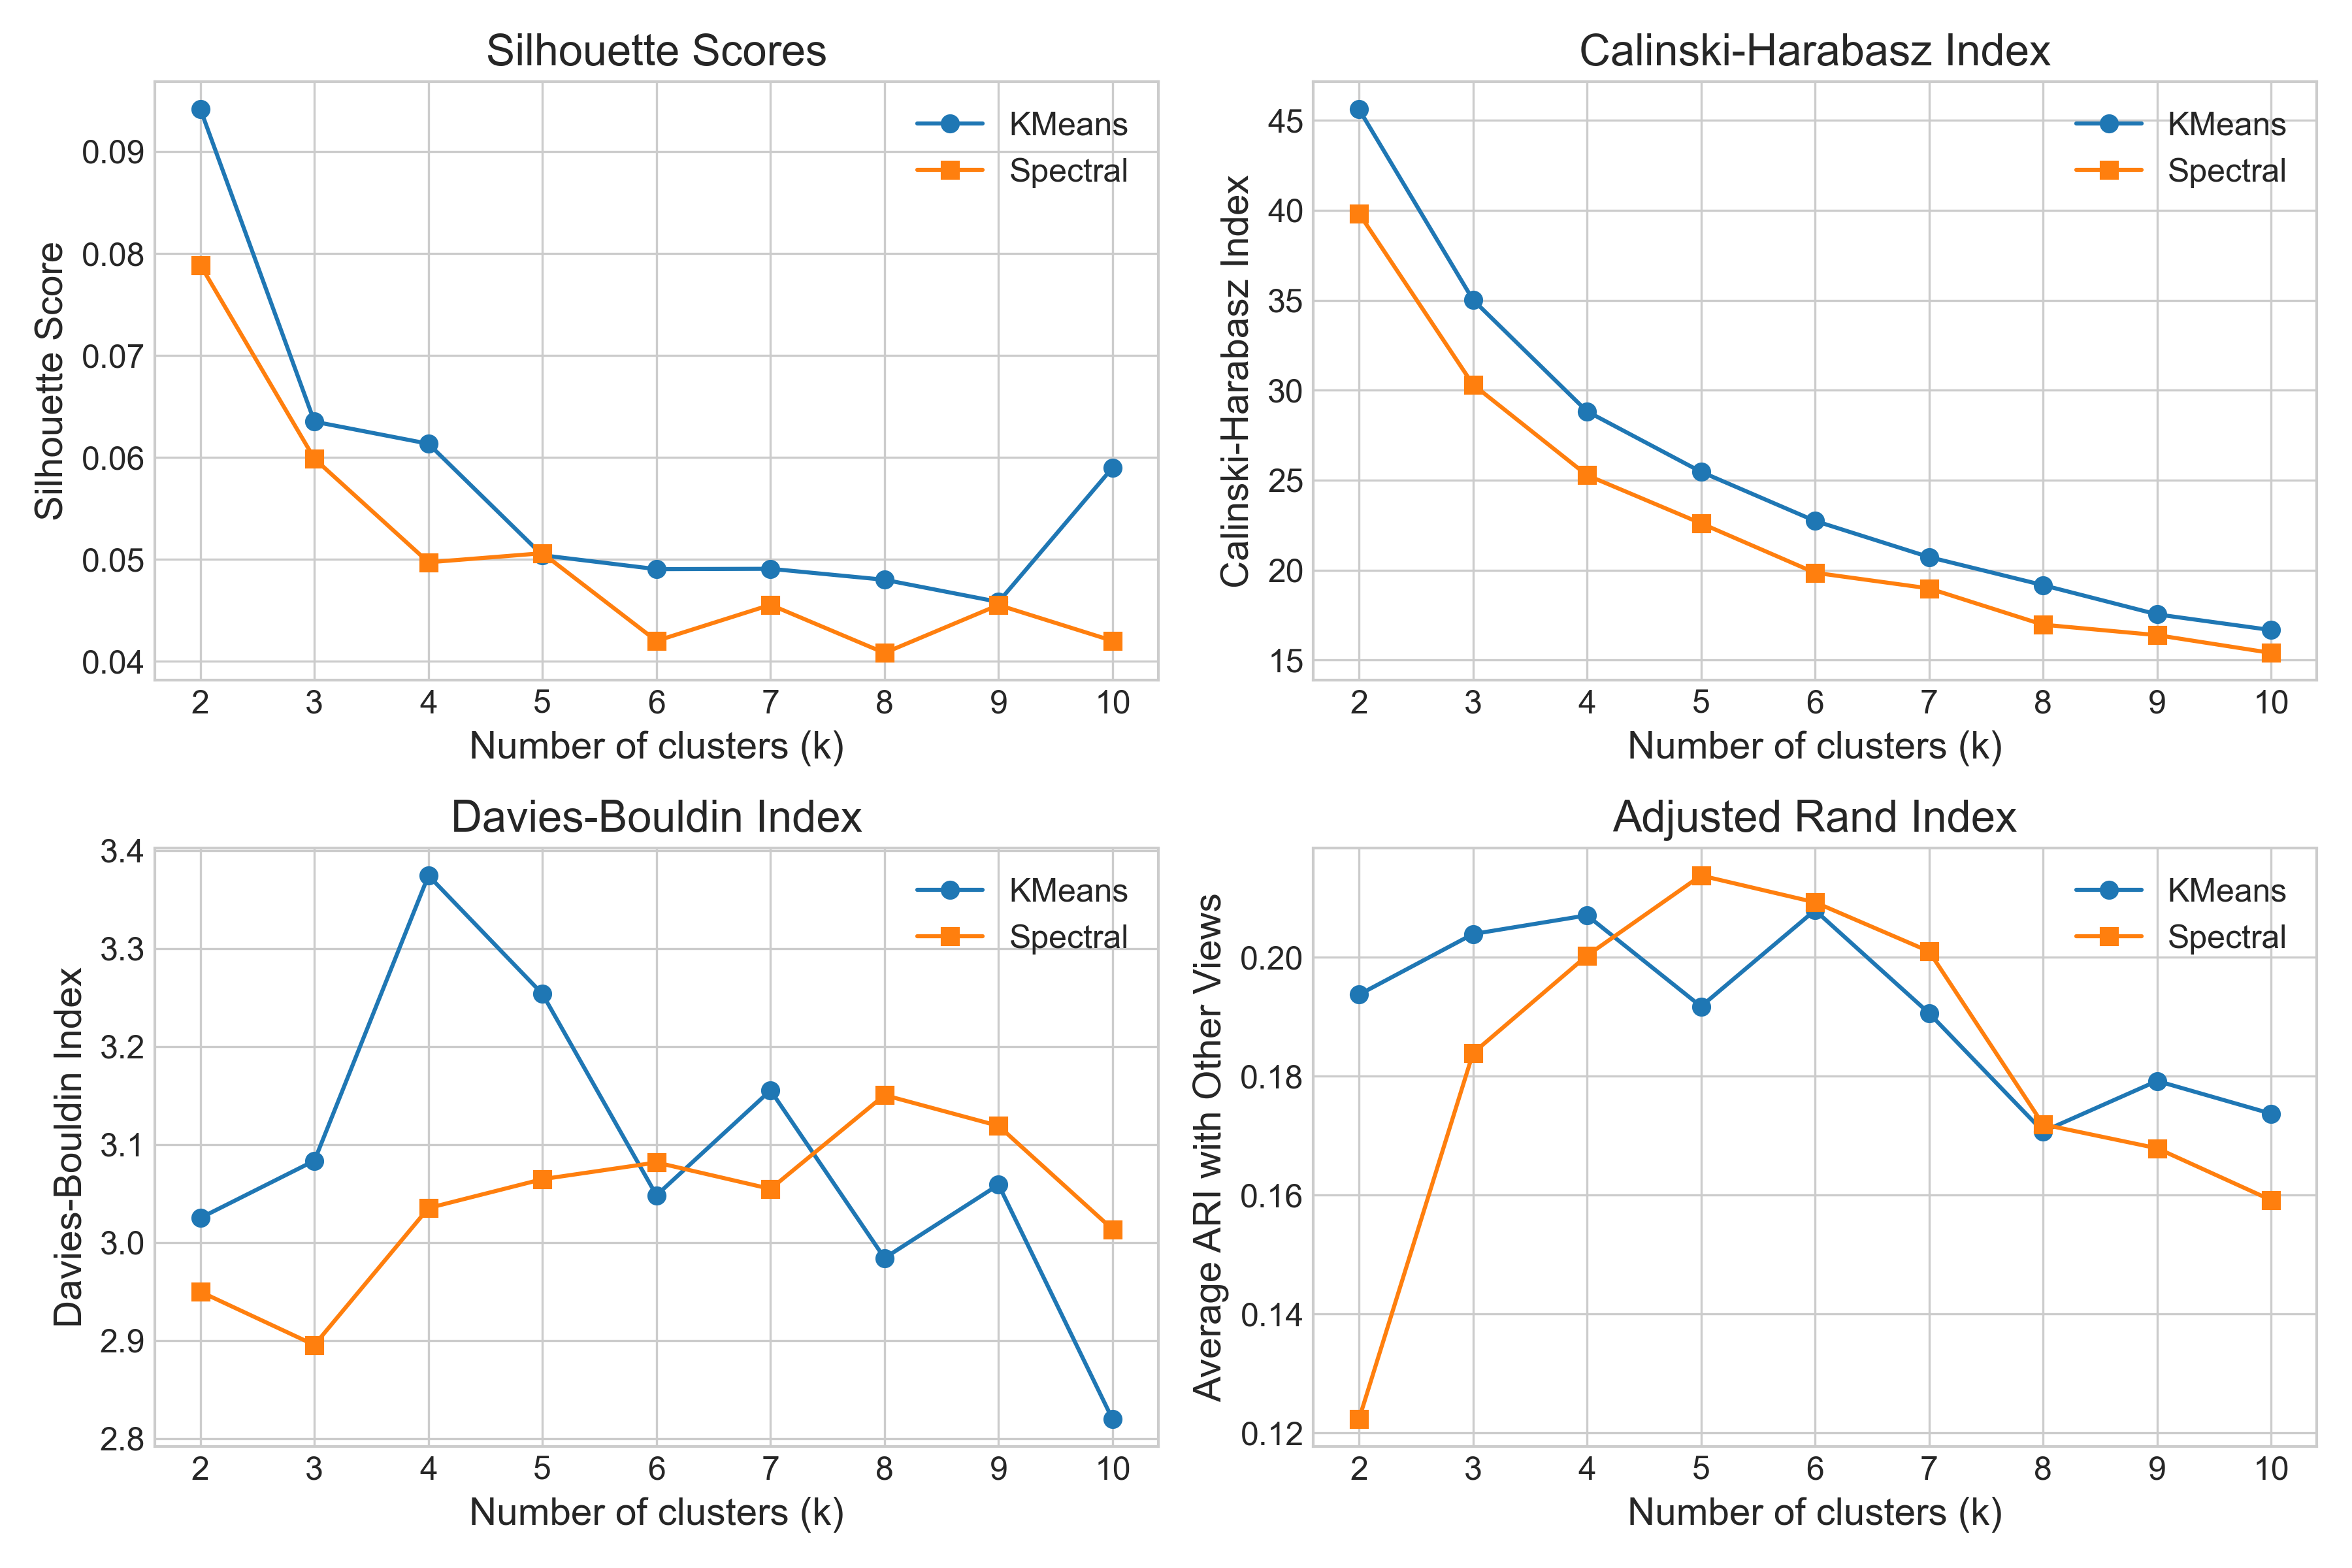 Silhouette Scores
Silhouette Score
0.09
0.08
0.07
0.06
0.05
0.04
KMeans
Spectral
2 3 4 5 6 7 8 9 10
Number of clusters (k)
Calinski-Harabasz Index
Calinski-Harabasz Index
45
40
35
30
25
20
15
KMeans
Spectral
2 3 4 5 6 7 8 9 10
Number of clusters (k)
Davies-Bouldin Index
Davies-Bouldin Index
3.4
3.3
3.2
3.1
3.0
2.9
2.8
KMeans
Spectral
2 3 4 5 6 7 8 9 10
Number of clusters (k)
Adjusted Rand Index
Average ARI with Other Views
0.20
0.18
0.16
0.14
0.12
KMeans
Spectral
2 3 4 5 6 7 8 9 10
Number of clusters (k)